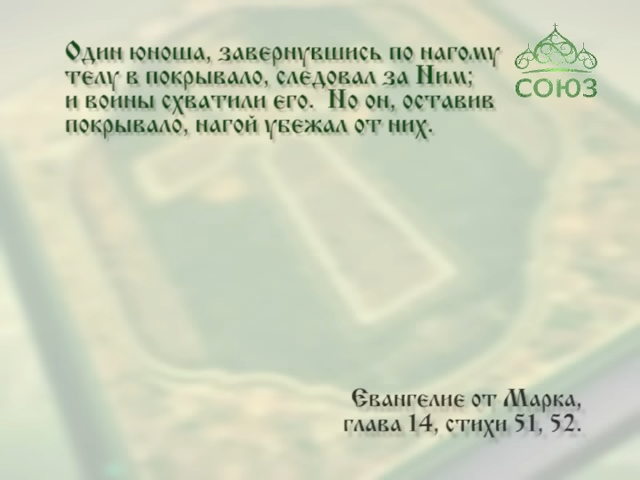 Один юноша, завернувшись по нагому
телу в покрывало, следовал за Ним;
и воины схватили его. Но он, оставив
покрывало, нагой убежал от них.
СОЮЗ
Евангелие от Марка,
глава 14, стихи 51, 52.